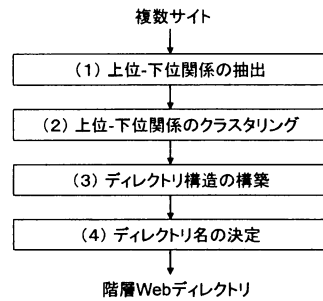 複数サイト
(1) 上位-下位関係の抽出
(2) 上位-下位関係のクラスタリング
(3) ディレクトリ構造の構築
(4) ディレクトリ名の決定
階層Webディレクトリ